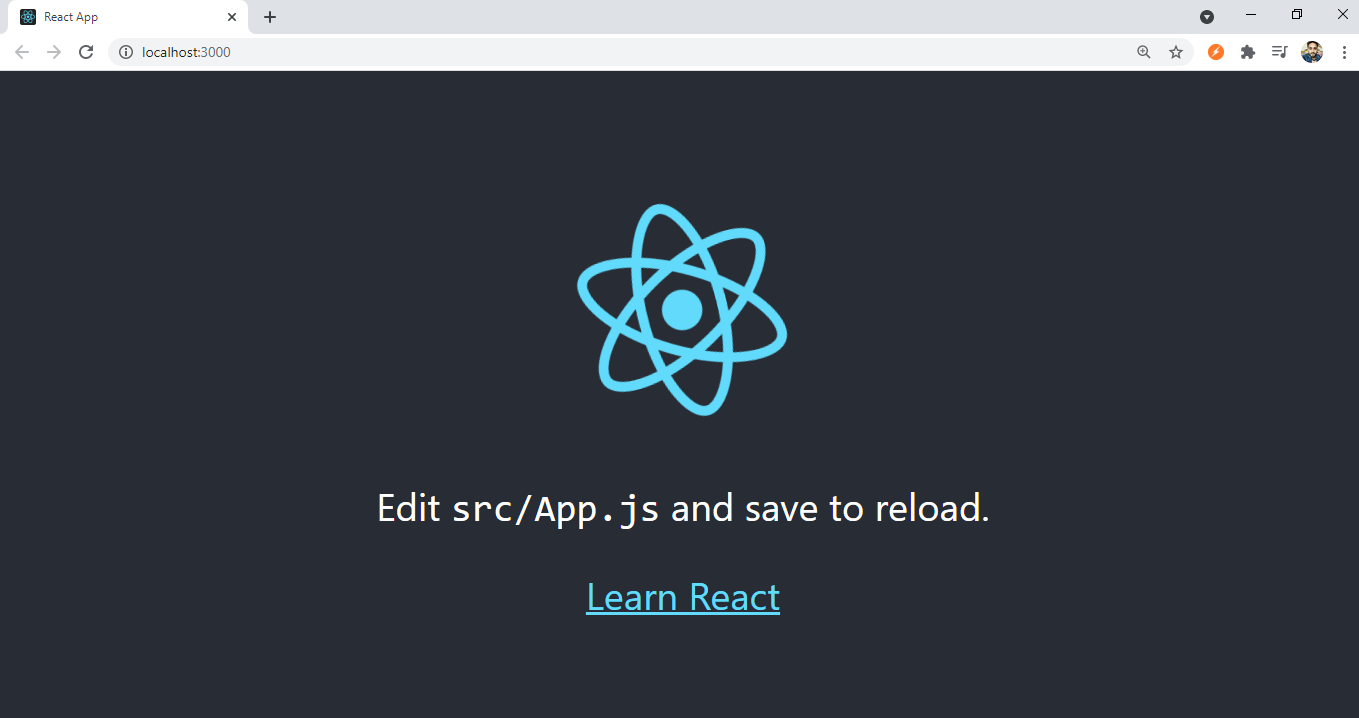 React App
localhost:3000
Edit src/App.js and save to reload.
Learn React